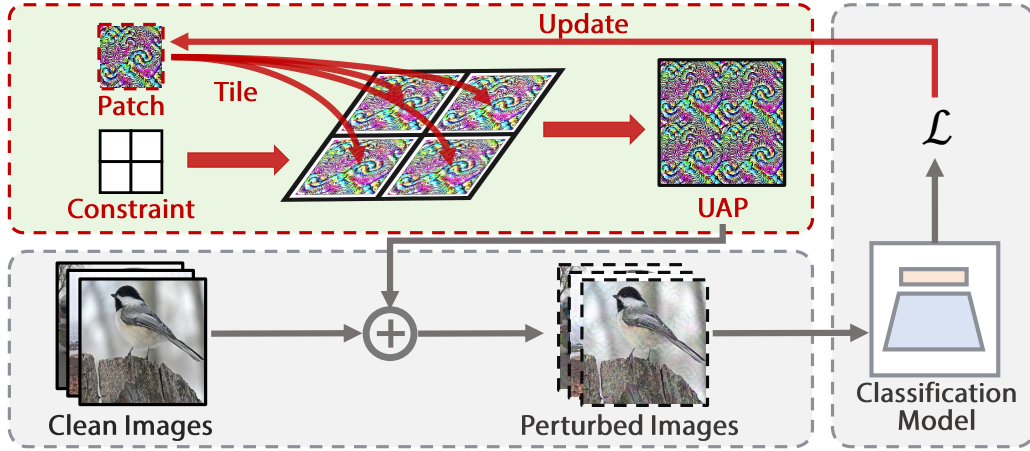 Update
Patch
Tile
Constraint
UAP
ℒ
Clean Images
Perturbed Images
Classification
Model